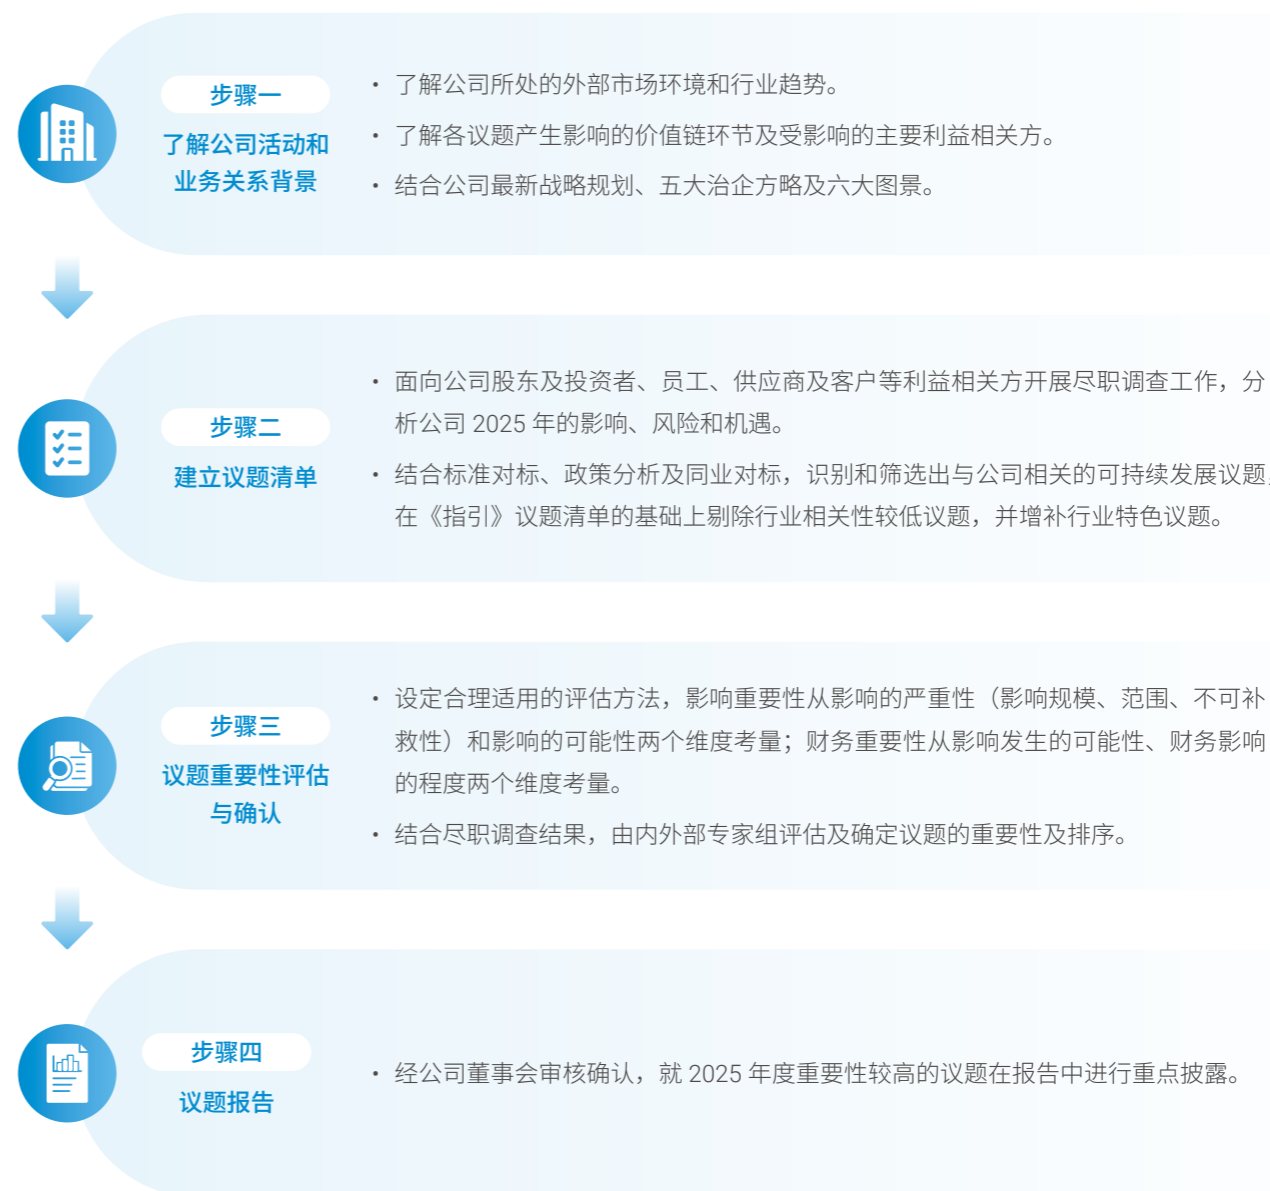 步骤一
了解公司活动和
业务关系背景
· 了解公司所处的外部市场环境和行业趋势。
· 了解各议题产生影响的价值链环节及受影响的主要利益相关方。
· 结合公司最新战略规划、五大治企方略及六大图景。
步骤二
建立议题清单
· 面向公司股东及投资者、员工、供应商及客户等利益相关方开展尽职调查工作，分
析公司 2025 年的影响、风险和机遇。
· 结合标准对标、政策分析及同业对标，识别和筛选出与公司相关的可持续发展议题，
在《指引》议题清单的基础上剔除行业相关性较低议题，并增补行业特色议题。
步骤三
议题重要性评估
与确认
· 设定合理适用的评估方法，影响重要性从影响的严重性（影响规模、范围、不可补
救性）和影响的可能性两个维度考量；财务重要性从影响发生的可能性、财务影响
的程度两个维度考量。
· 结合尽职调查结果，由内外部专家组评估及确定议题的重要性及排序。
步骤四
议题报告
· 经公司董事会审核确认，就 2025 年度重要性较高的议题在报告中进行重点披露。